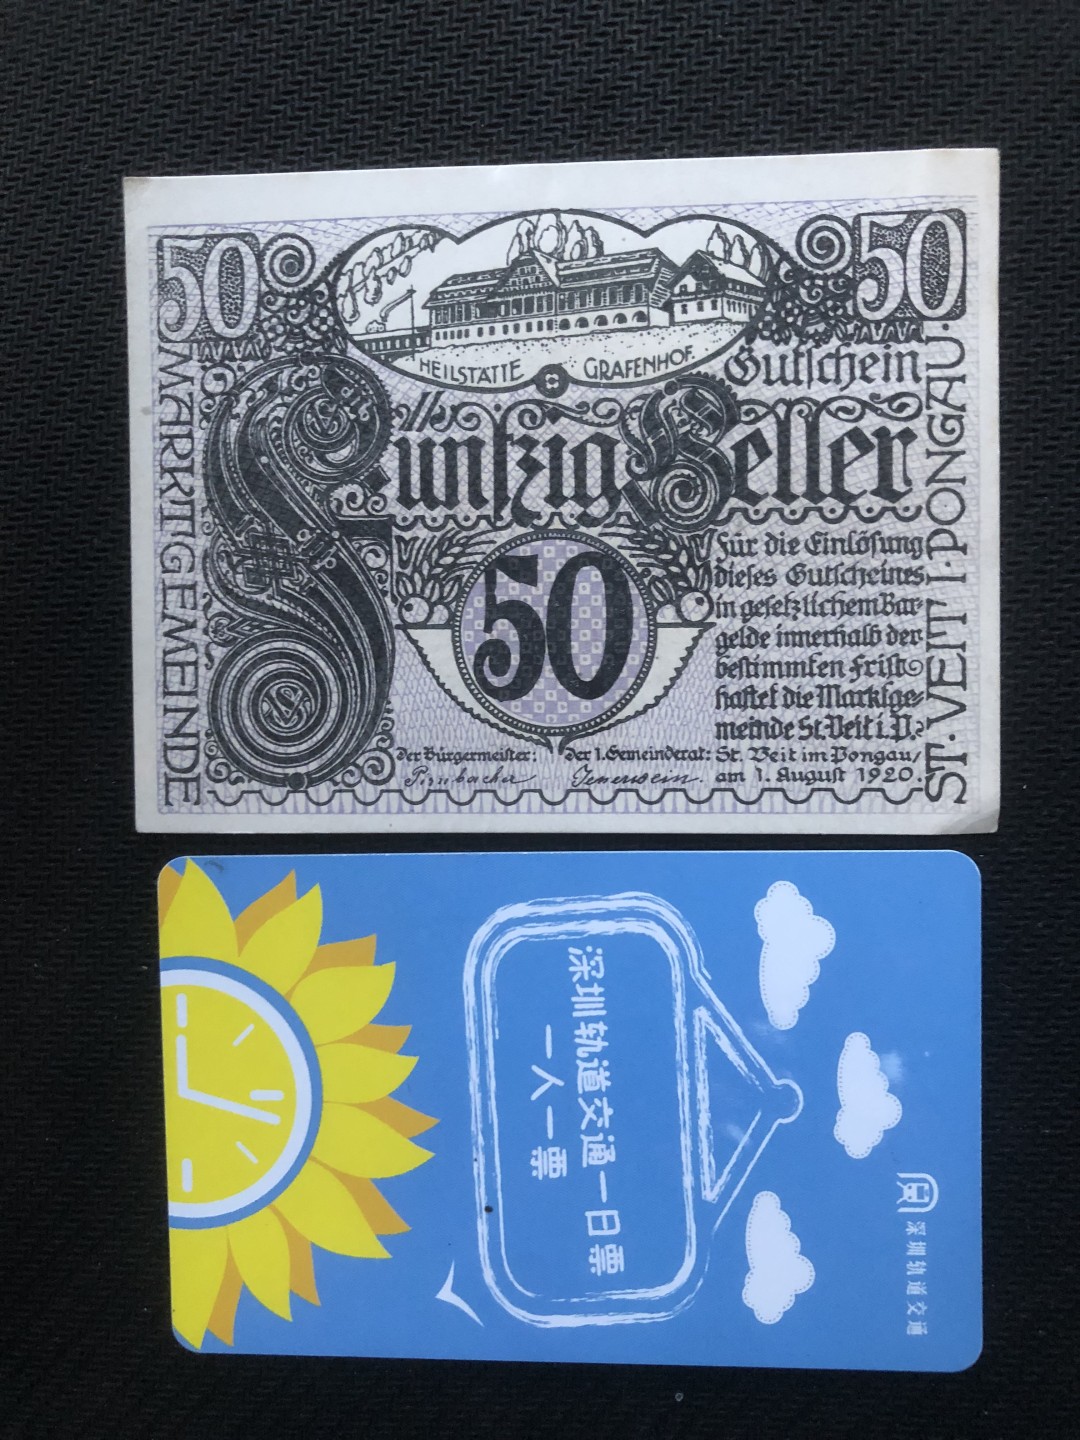 50
50
HEILSTÄTTE GRAFENHOF.
Gutschein
Fünfzig Heller
MARKTGEMEINDE
ST. VEIT I. PONGAU.
50
Für die Einlösung
dieses Gutscheines
in gesetzlichem Bar-
gelde innerhalb der
bestimmten Frist
haftet die Marktge-
meinde St. Veit i. P.
Der Bürgermeister: Der 1. Gemeinderat: St. Veit im Pongau,
am 1. August 1920.
深圳轨道交通一日票
一人一票
深圳轨道交通